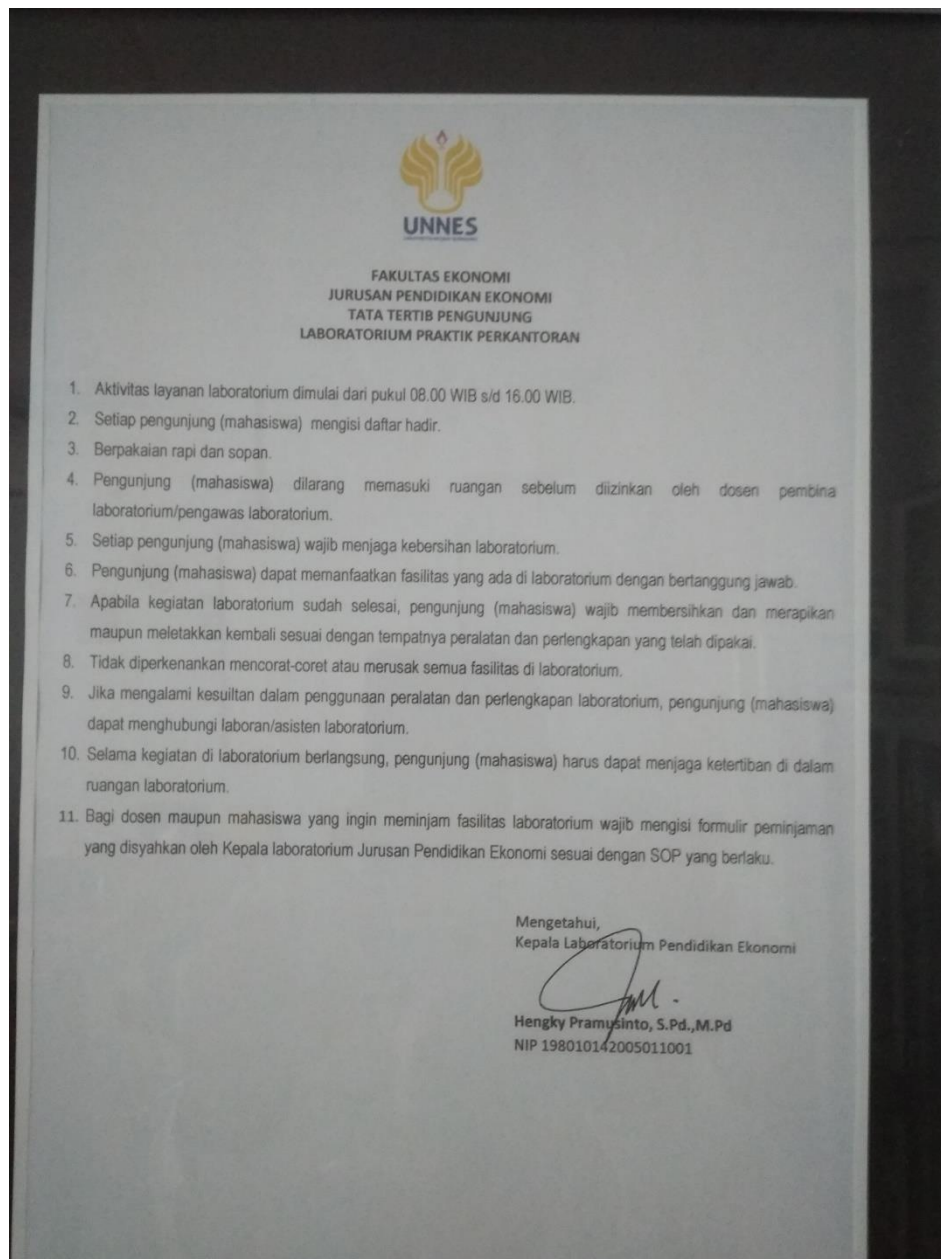 UNNES
FAKULTAS EKONOMI
JURUSAN PENDIDIKAN EKONOMI
TATA TERTIB PENGUNJUNG
LABORATORIUM PRAKTIK PERKANTORAN
1. Aktivitas layanan laboratorium dimulai dari pukul 08.00 WIB s/d 16.00 WIB.
2. Setiap pengunjung (mahasiswa) mengisi daftar hadir.
3. Berpakaian rapi dan sopan.
4. Pengunjung (mahasiswa) dilarang memasuki ruangan sebelum diizinkan oleh dosen pembina
laboratorium/pengawas laboratorium.
5. Setiap pengunjung (mahasiswa) wajib menjaga kebersihan laboratorium.
6. Pengunjung (mahasiswa) dapat memanfaatkan fasilitas yang ada di laboratorium dengan bertanggung jawab.
7. Apabila kegiatan laboratorium sudah selesai, pengunjung (mahasiswa) wajib membersihkan dan merapikan
maupun meletakkan kembali sesuai dengan tempatnya peralatan dan perlengkapan yang telah dipakai.
8. Tidak diperkenankan mencorat-coret atau merusak semua fasilitas di laboratorium.
9. Jika mengalami kesuiltan dalam penggunaan peralatan dan perlengkapan laboratorium, pengunjung (mahasiswa)
dapat menghubungi laboran/asisten laboratorium.
10. Selama kegiatan di laboratorium berlangsung, pengunjung (mahasiswa) harus dapat menjaga ketertiban di dalam
ruangan laboratorium.
11. Bagi dosen maupun mahasiswa yang ingin meminjam fasilitas laboratorium wajib mengisi formulir peminjaman
yang disyahkan oleh Kepala laboratorium Jurusan Pendidikan Ekonomi sesuai dengan SOP yang berlaku.
Mengetahui,
Kepala Laboratorium Pendidikan Ekonomi
Hengky Pramusinto, S.Pd.,M.Pd
NIP 198010142005011001